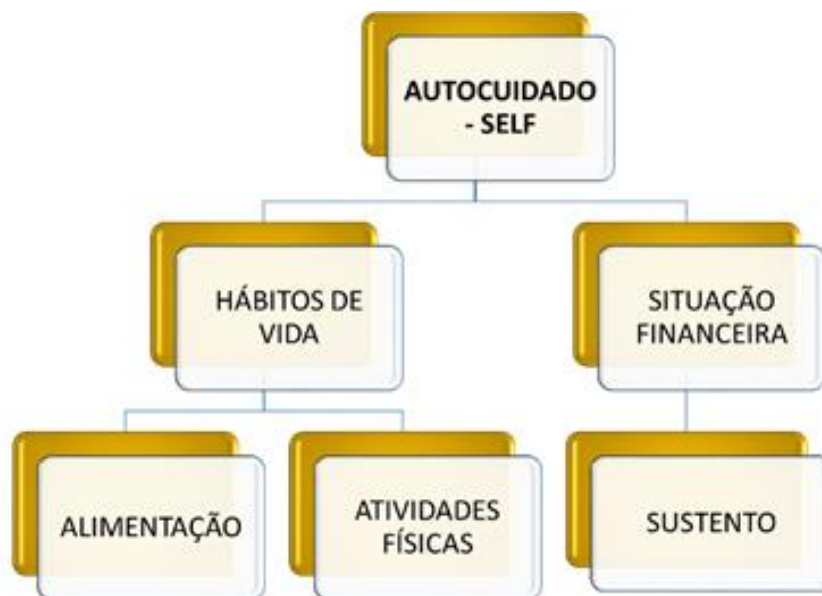 AUTOCUIDADO
- SELF
HÁBITOS DE
VIDA
SITUAÇÃO
FINANCEIRA
ALIMENTAÇÃO
ATIVIDADES
FÍSICAS
SUSTENTO